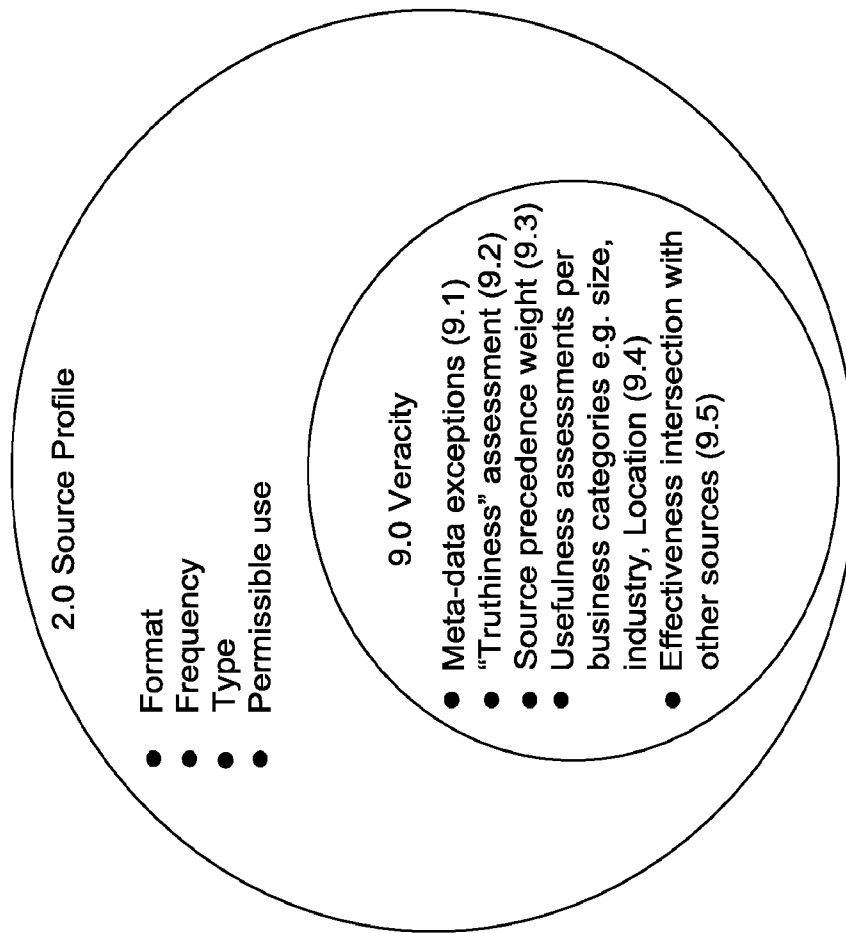 2.0 Source Profile
● Format
● Frequency
● Type
● Permissible use
9.0 Veracity
● Meta-data exceptions (9.1)
● “Truthiness” assessment (9.2)
● Source precedence weight (9.3)
● Usefulness assessments per
business categories e.g. size,
industry, Location (9.4)
● Effectiveness intersection with
other sources (9.5)